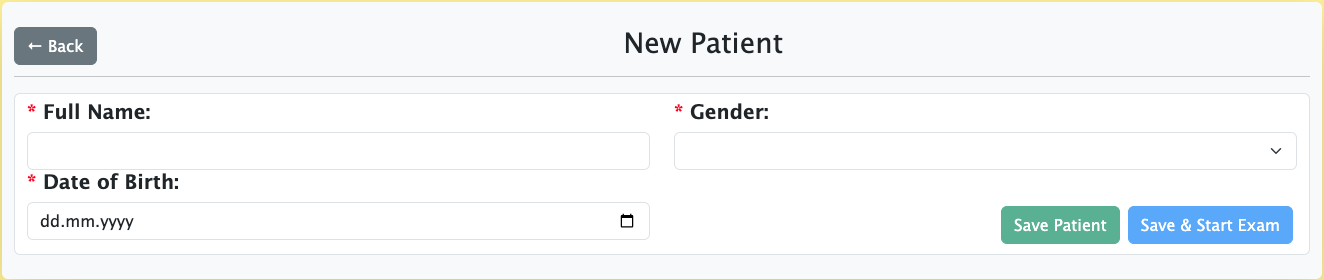 ← Back
New Patient
* Full Name:
* Gender:
* Date of Birth:
dd.mm.yyyy
Save Patient
Save & Start Exam